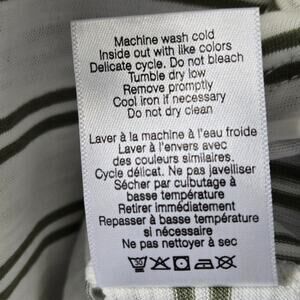 Machine wash cold
Inside out with like colors
Delicate cycle. Do not bleach
Tumble dry low
Remove promptly
Cool iron if necessary
Do not dry clean
Laver à la machine à l'eau froide
Laver à l'envers avec
des couleurs similaires.
Cycle délicat. Ne pas javelliser
Sécher par culbutage à
basse température
Retirer immédiatement
Repasser à basse température
si nécessaire
Ne pas nettoyer à sec